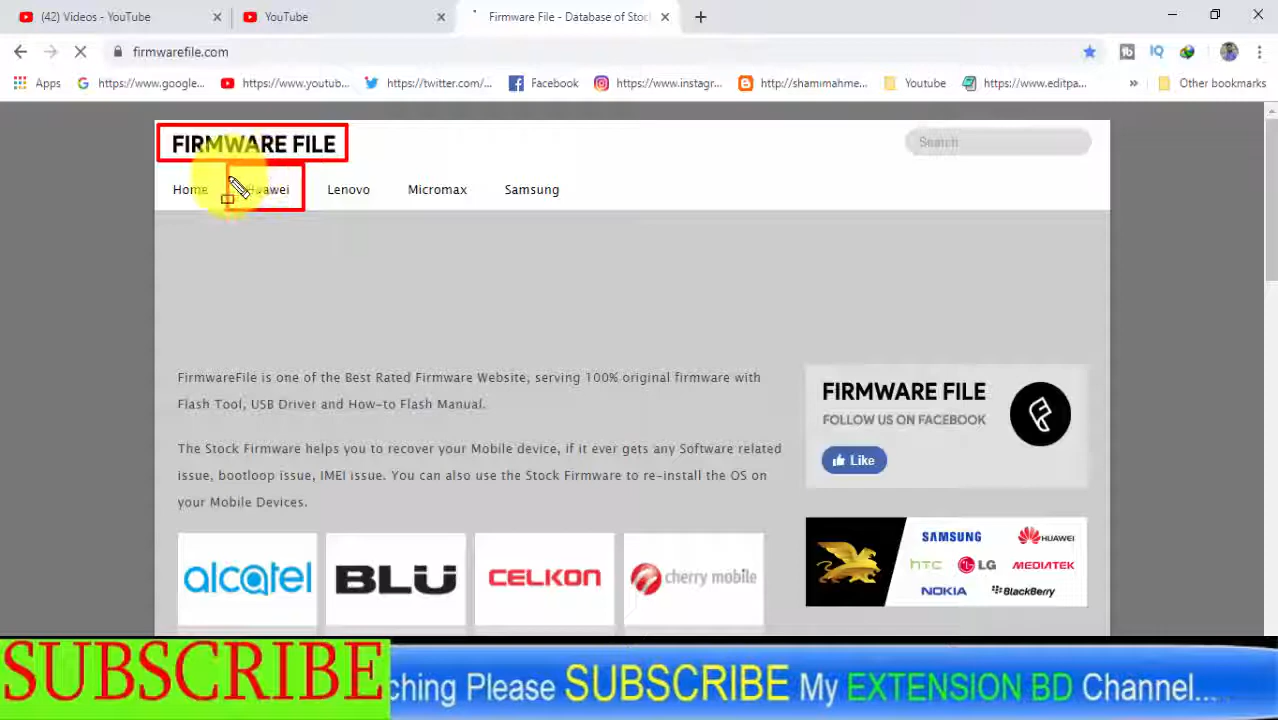 (42) Videos - YouTube
YouTube
Firmware File - Database of Stoc
firmwarefile.com
Apps
https://www.google...
https://www.youtub...
https://twitter.com/...
Facebook
https://www.instagr...
http://shamimahme...
Youtube
https://www.editpa...
Other bookmarks
FIRMWARE FILE
Search
Home
Lenovo
Micromax
Samsung
FirmwareFile is one of the Best Rated Firmware Website, serving 100% original firmware with
Flash Tool, USB Driver and How-to Flash Manual.
The Stock Firmware helps you to recover your Mobile device, if it ever gets any Software related
issue, bootloop issue, IMEI issue. You can also use the Stock Firmware to re-install the OS on
your Mobile Devices.
FIRMWARE FILE
FOLLOW US ON FACEBOOK
Like
alcatel
BLU
CELKON
cherry mobile
SAMSUNG
HUAWEI
hTC
LG
MEDIATEK
NOKIA
BlackBerry
SUBSCRIBE
ching Please SUBSCRIBE My EXTENSION BD Channel...